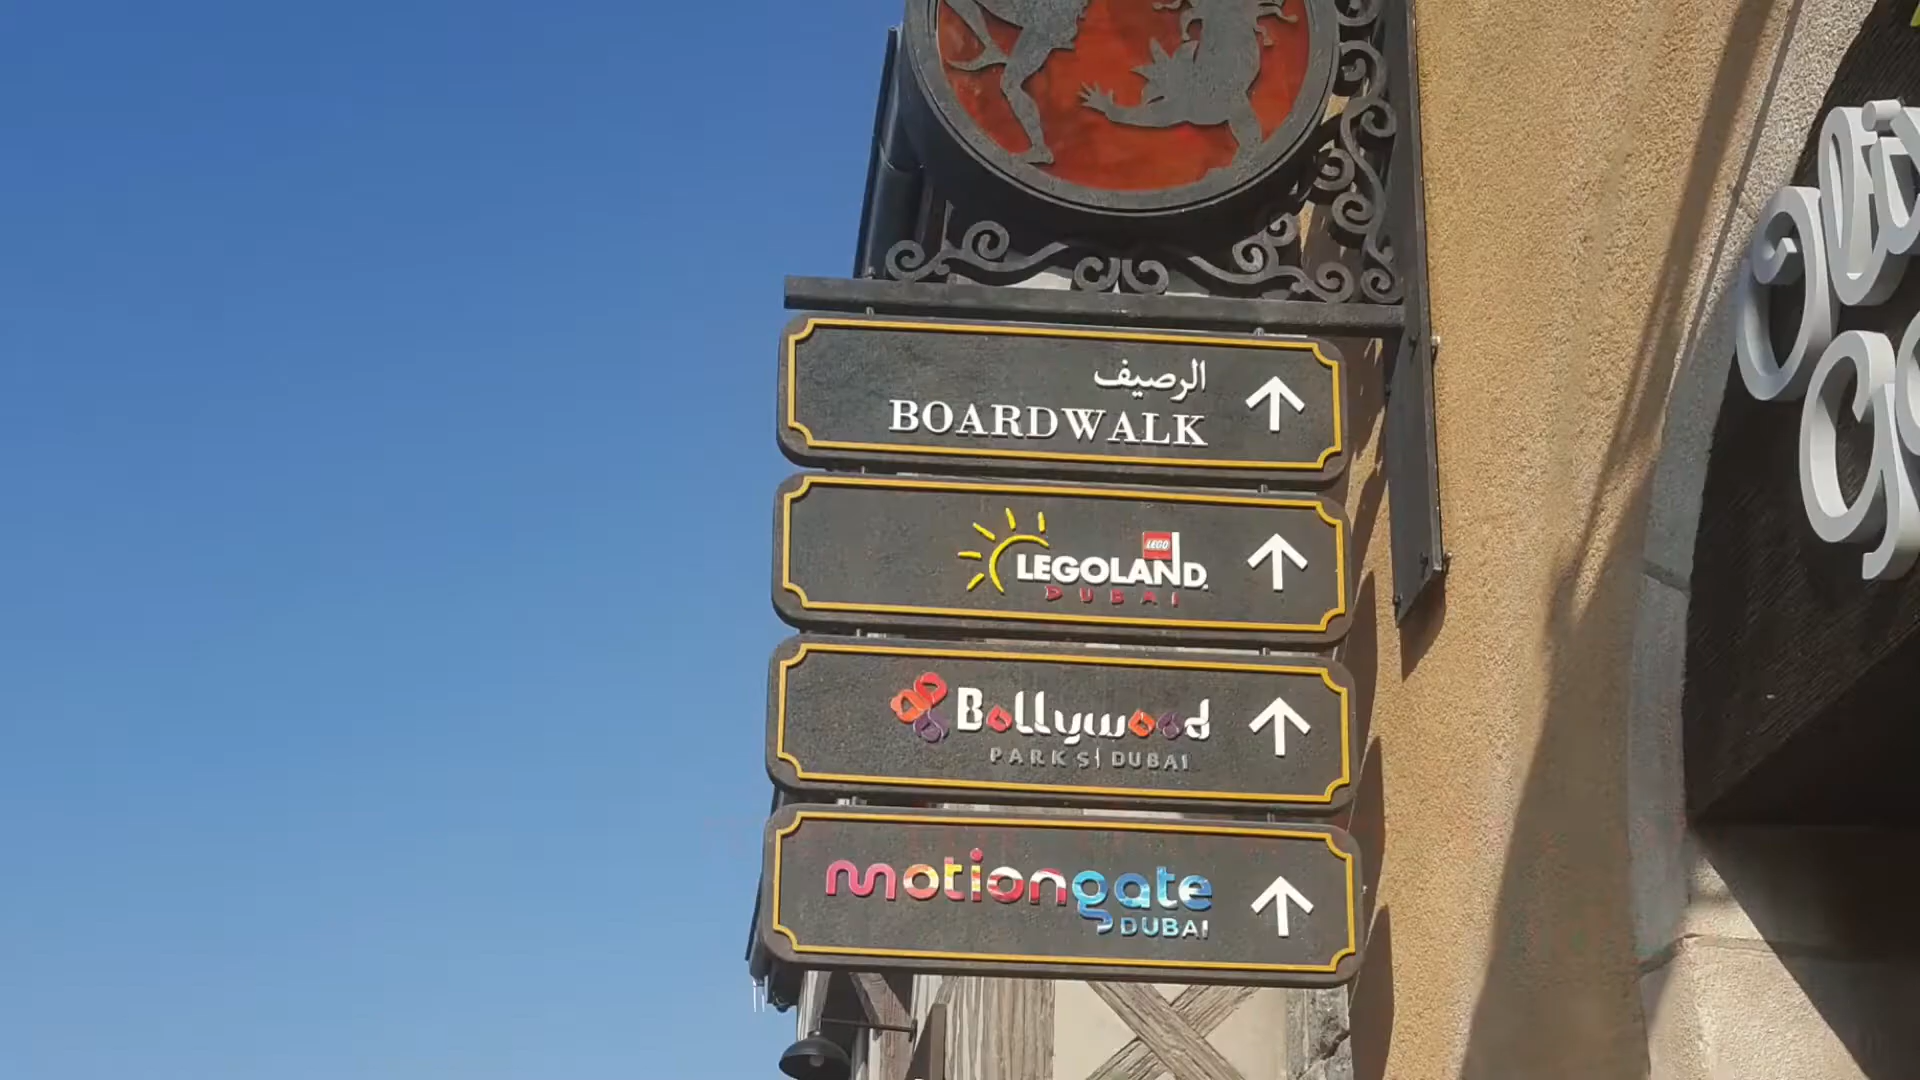 الرصيف
BOARDWALK
LEGO
LEGOLAND
DUBAI
Bollywood
PARKS DUBAI
motiongate
DUBAI